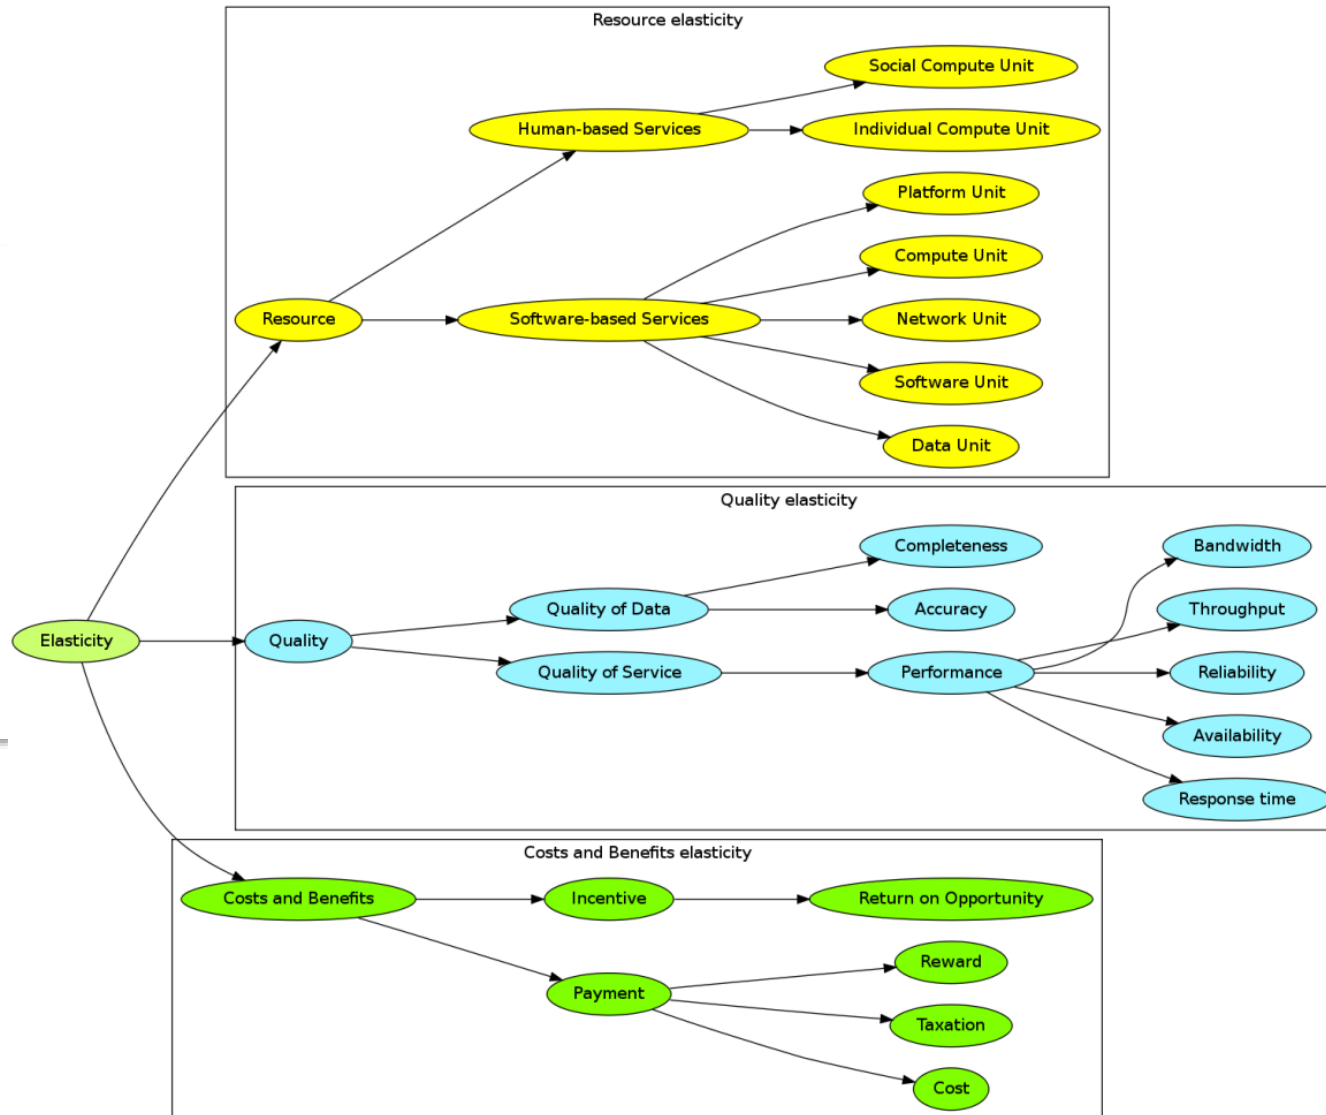 Resource elasticity
Social Compute Unit
Human-based Services
Individual Compute Unit
Platform Unit
Compute Unit
Resource
Software-based Services
Network Unit
Software Unit
Data Unit
Quality elasticity
Completeness
Bandwidth
Quality of Data
Accuracy
Throughput
Elasticity
Quality
Quality of Service
Performance
Reliability
Availability
Response time
Costs and Benefits elasticity
Costs and Benefits
Incentive
Return on Opportunity
Reward
Payment
Taxation
Cost